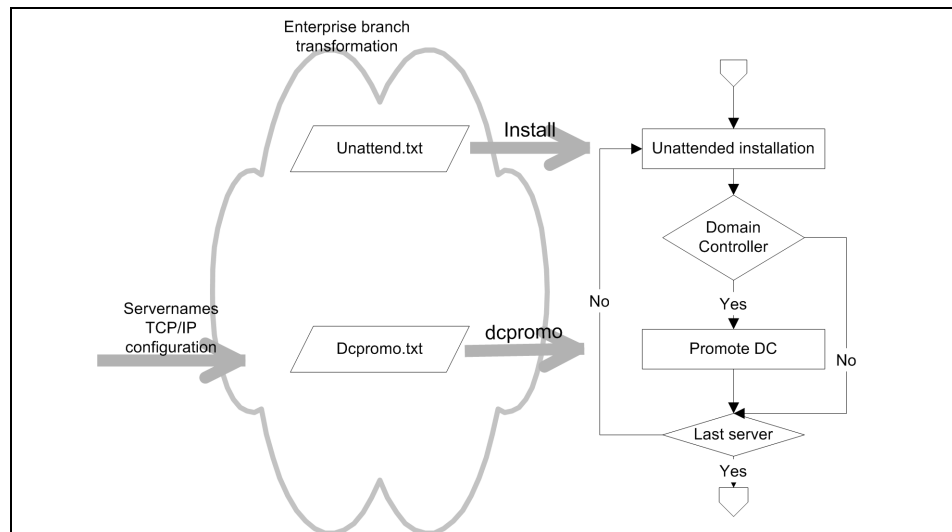 Enterprise branch
transformation
Unattend.txt
Install
Unattended installation
Domain
Controller
No
Yes
Servernames
TCP/IP
configuration
Dcpromo.txt
dcpromo
Promote DC
No
Last server
Yes